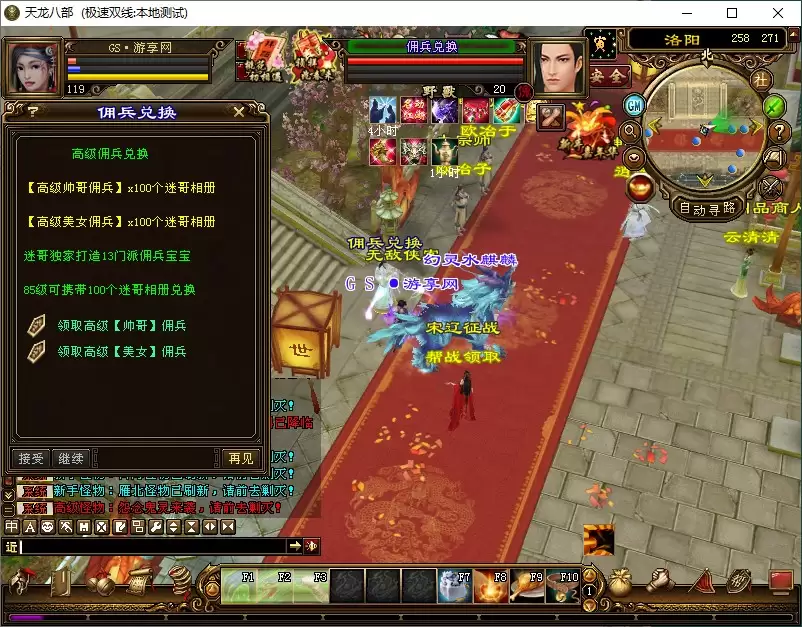 天龙八部 (极速双线:本地测试)
GS·游享网
119
佣兵兑换
洛阳
258 271
北
社
GM
安全
自动寻路
佣兵兑换
高级佣兵兑换
【高级帅哥佣兵】x100个迷哥相册
【高级美女佣兵】x100个迷哥相册
迷哥独家打造13门派佣兵宝宝
85级可携带100个迷哥相册兑换
领取高级【帅哥】佣兵
领取高级【美女】佣兵
接受
继续
再见
野兽
20
4小时
1小时
欧冶子
云清清
佣兵兑换
幻灵水麒麟
GS
游享网
宋辽征战
帮战领取
世
系统
新手怪物：雁北怪物已刷新，请前去剿灭!
系统
近
F1
F2
F3
F7
F8
F9
F10
1